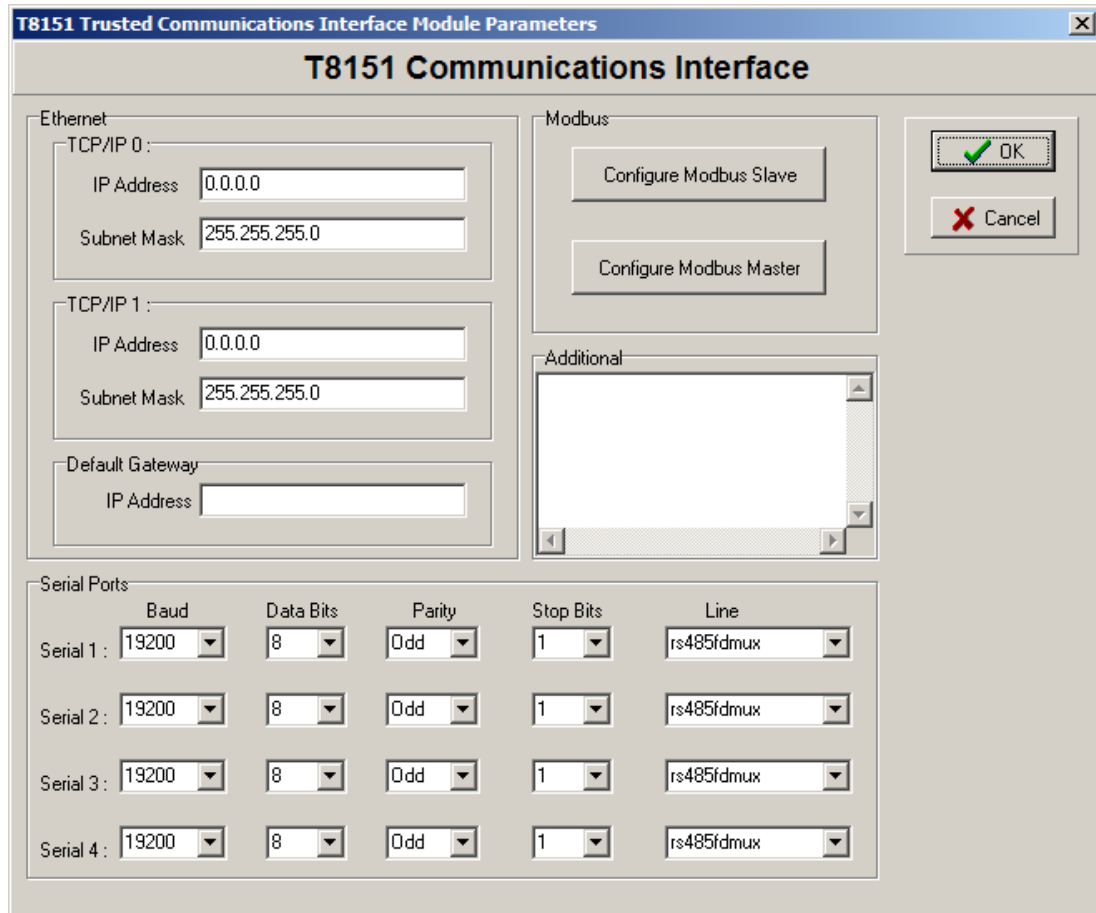 T8151 Trusted Communications Interface Module Parameters
T8151 Communications Interface
Ethernet
TCP/IP 0 :
IP Address 0.0.0.0
Subnet Mask 255.255.255.0
TCP/IP 1 :
IP Address 0.0.0.0
Subnet Mask 255.255.255.0
Default Gateway
IP Address
Modbus
Configure Modbus Slave
Configure Modbus Master
Additional
OK
Cancel
Serial Ports
Baud Data Bits Parity Stop Bits Line
Serial 1 : 19200 8 Odd 1 rs485fdmux
Serial 2 : 19200 8 Odd 1 rs485fdmux
Serial 3 : 19200 8 Odd 1 rs485fdmux
Serial 4 : 19200 8 Odd 1 rs485fdmux